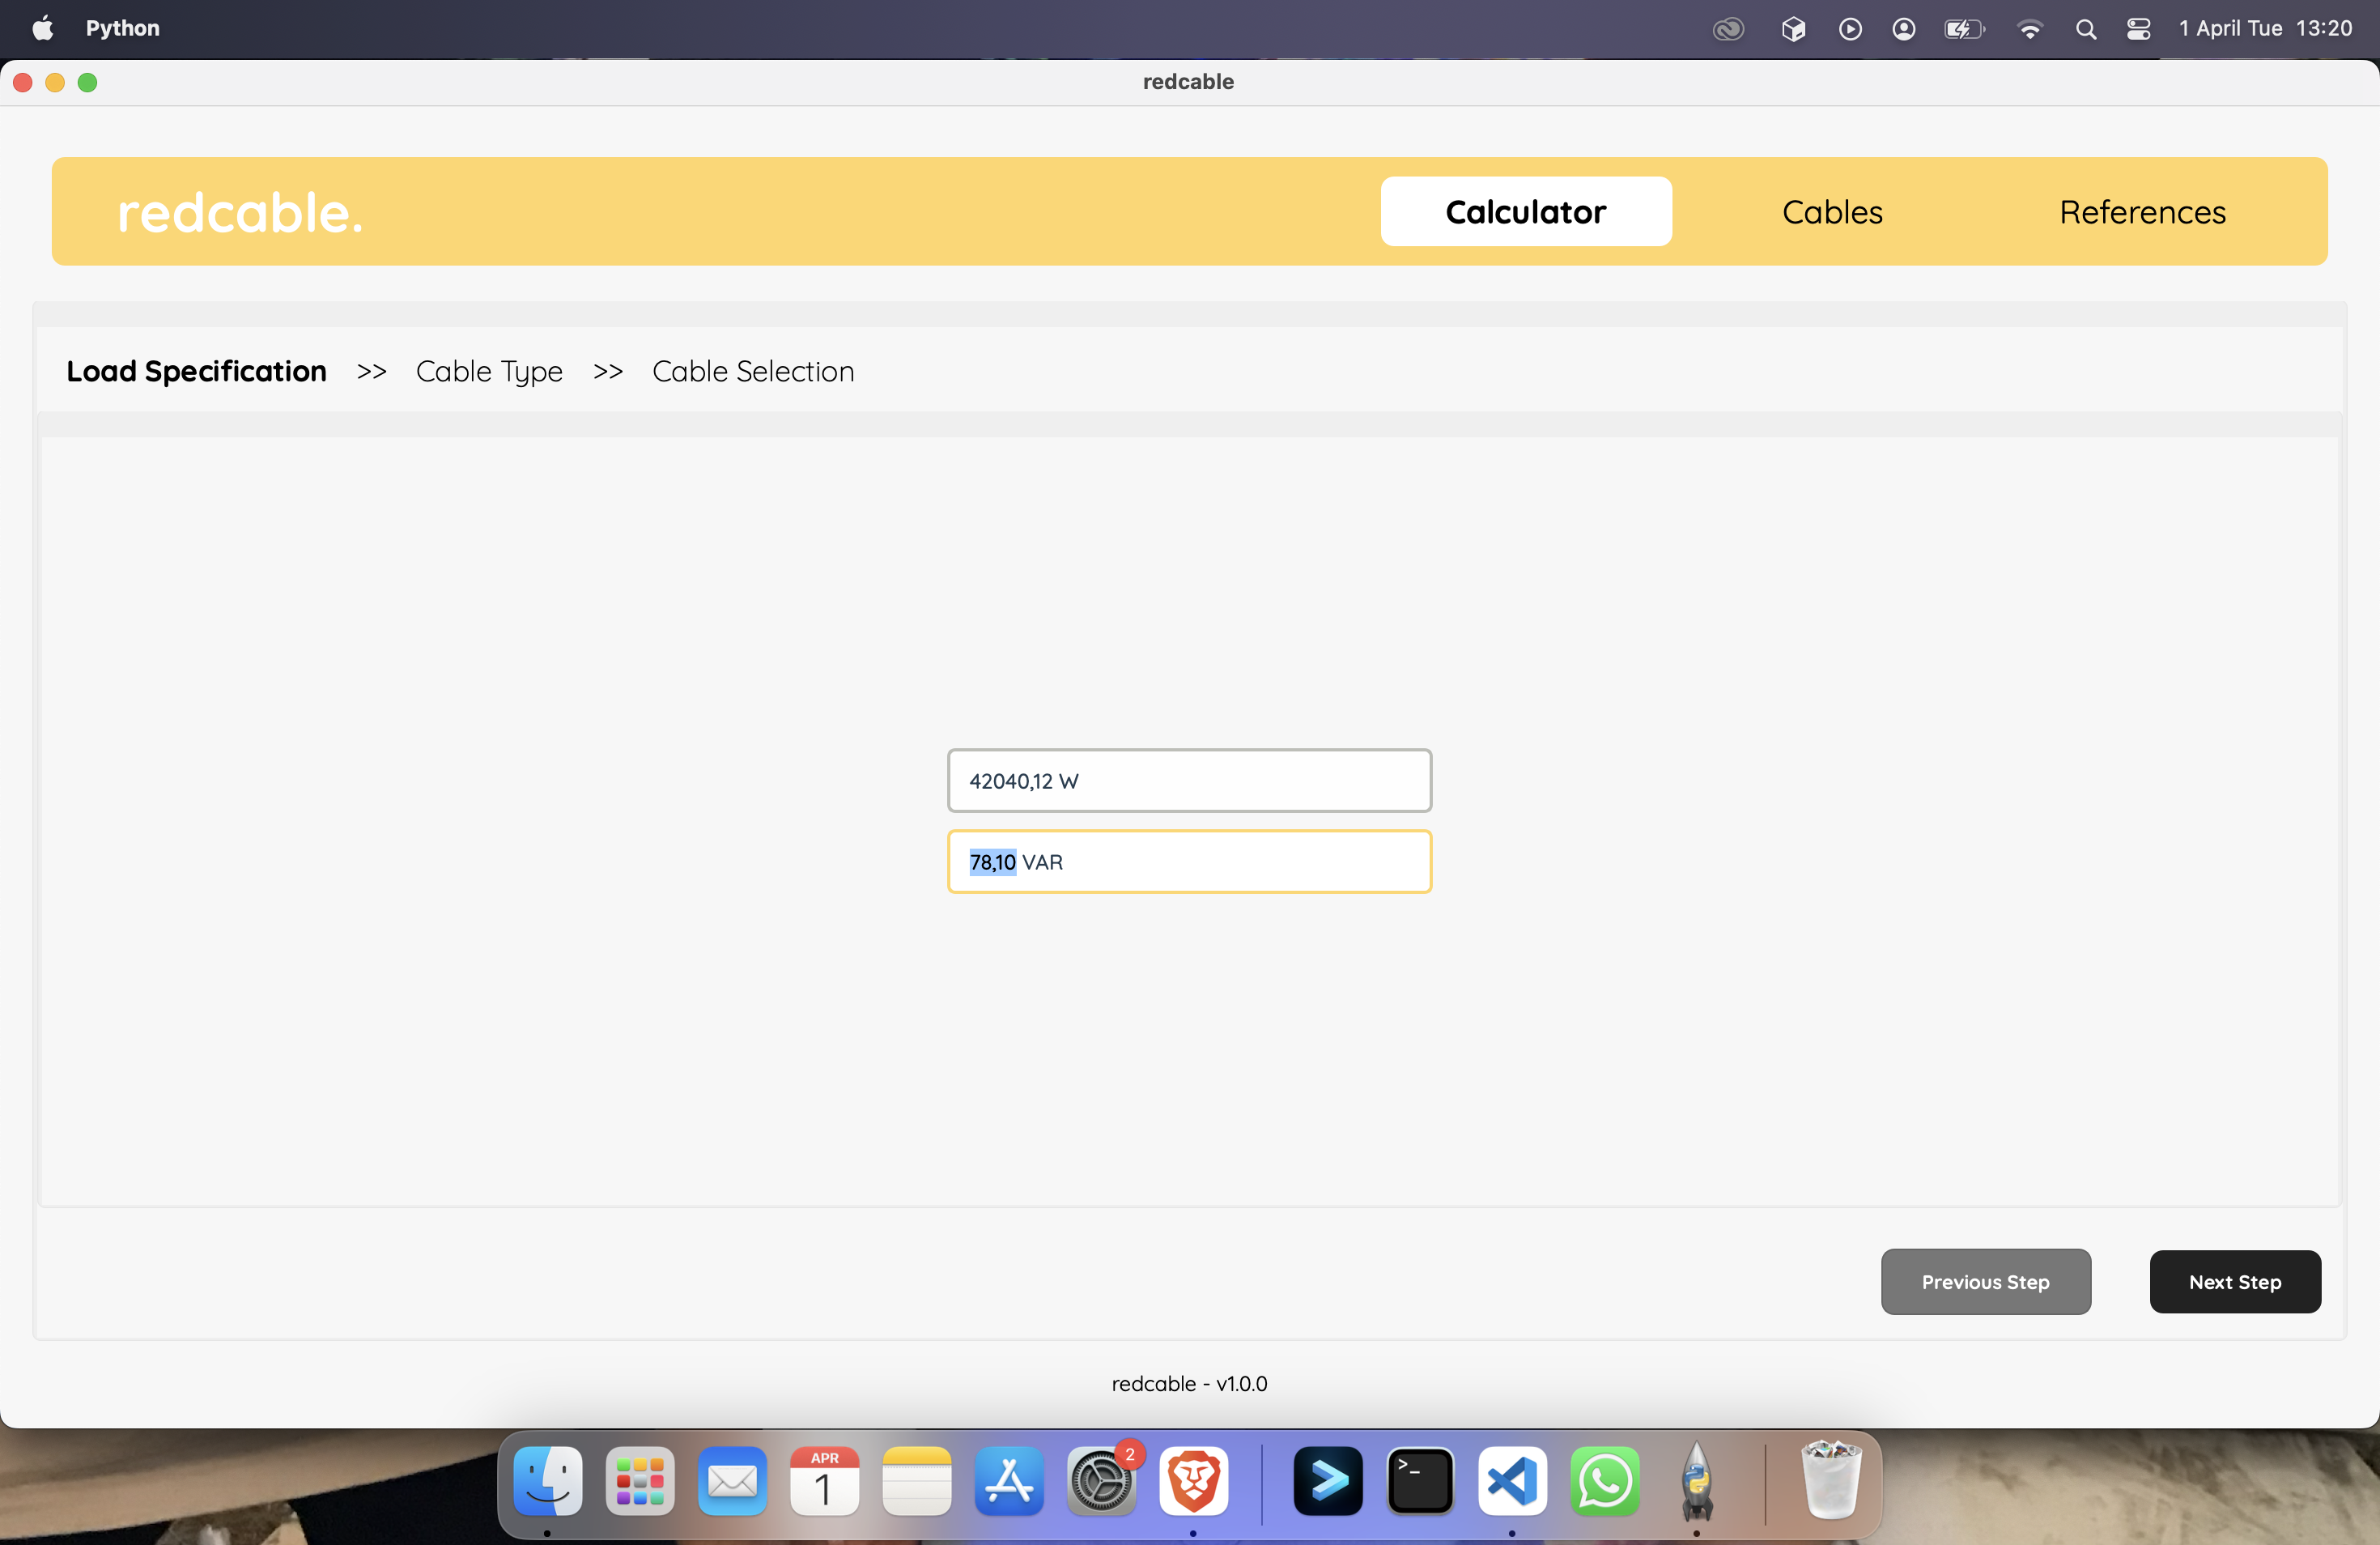 Python
1 April Tue 13:20
redcable
redcable.
Calculator
Cables
References
Load Specification >> Cable Type >> Cable Selection
42040,12 W
78,10 VAR
Previous Step
Next Step
redcable - v1.0.0
APR
1
2